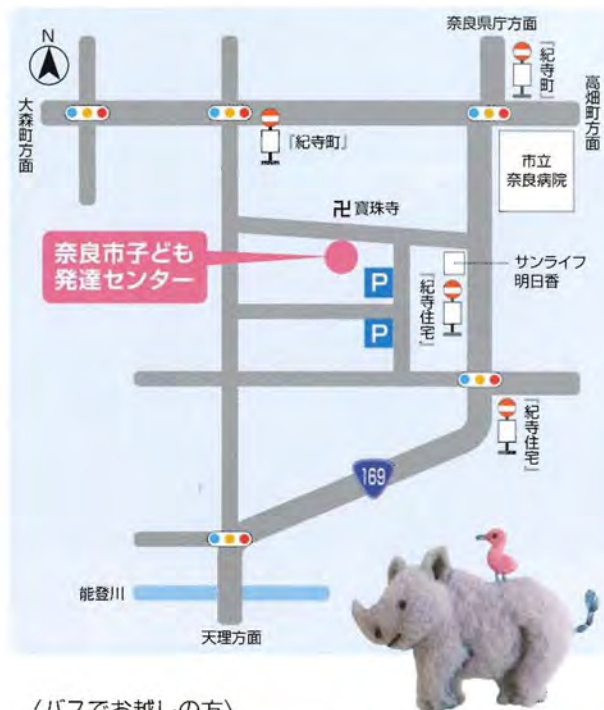 奈良県庁方面
N
『紀寺町』
高畑町方面
大森町方面
『紀寺町』
市立
奈良病院
卍 寶珠寺
奈良市子ども
発達センター
サンライフ
明日香
P
『紀寺住宅』
P
『紀寺住宅』
169
能登川
天理方面
〈バスでお越しの方〉